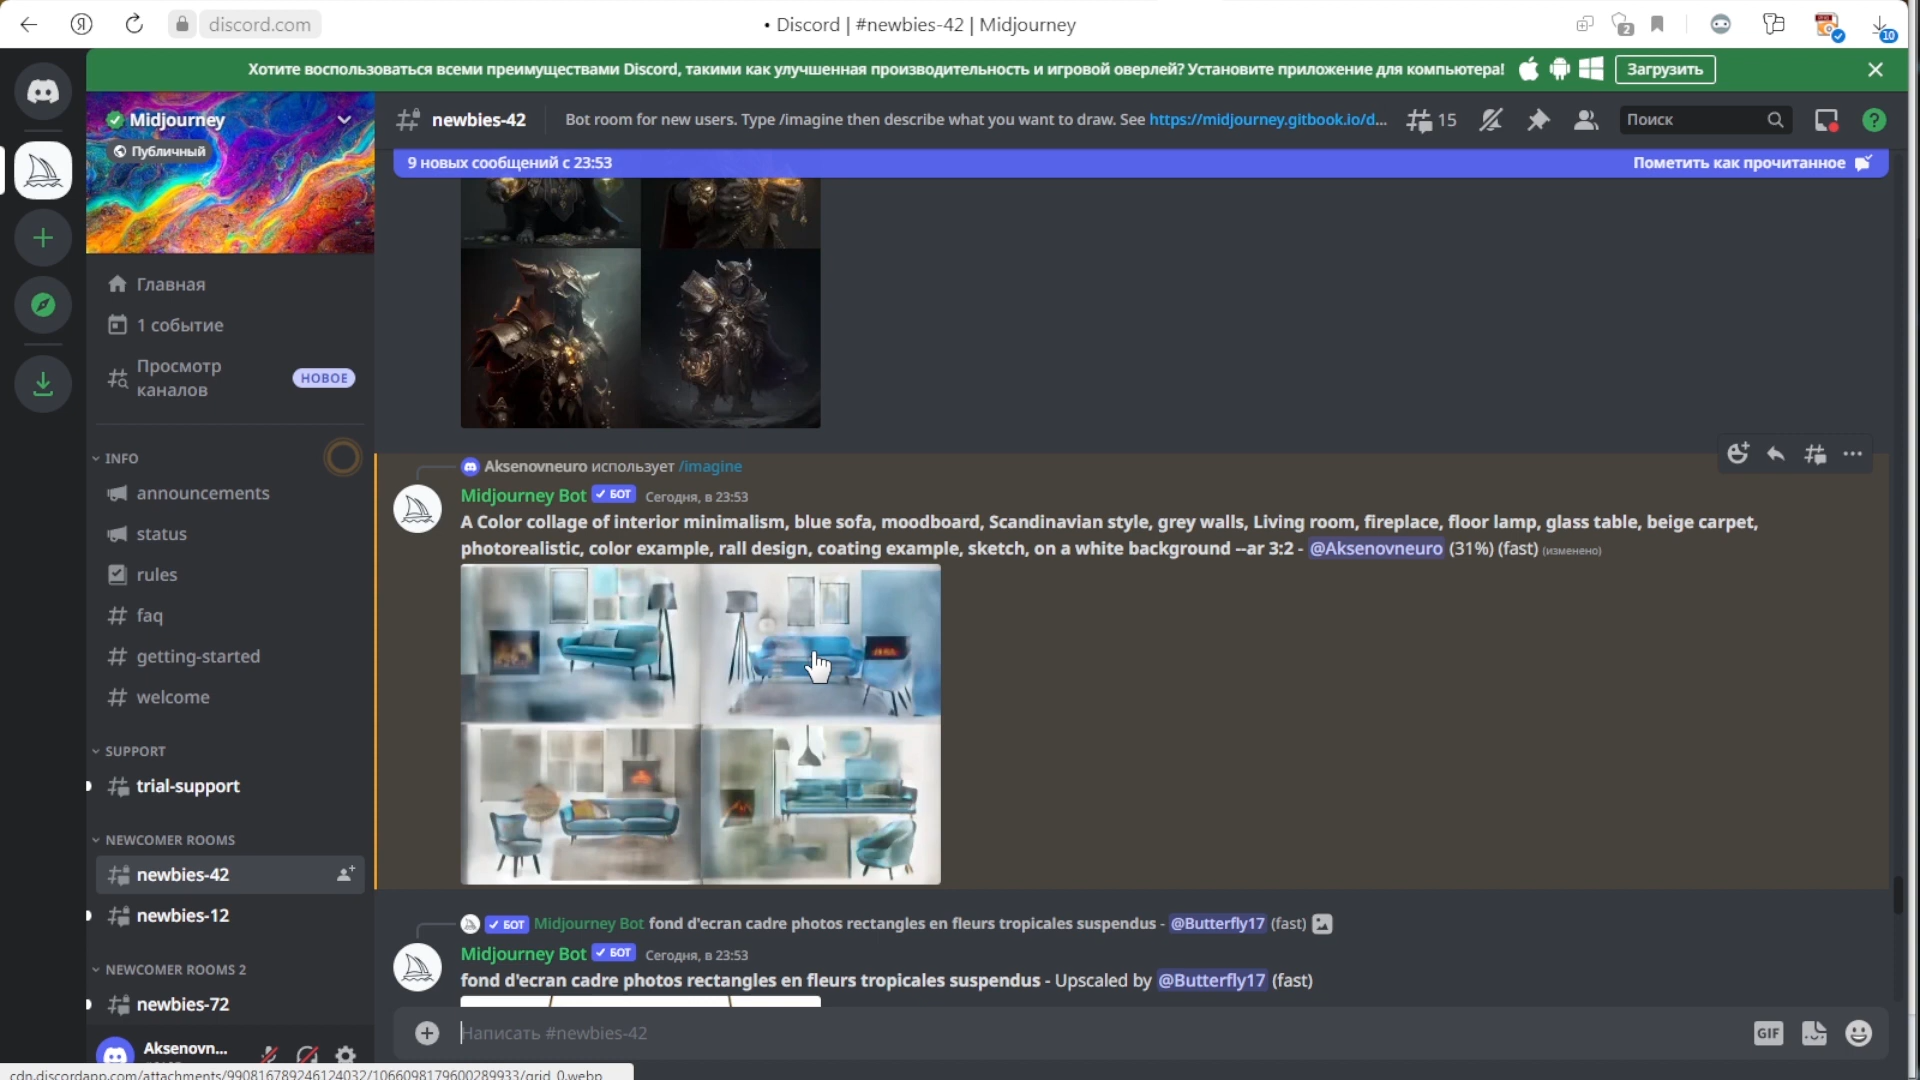 discord.com
• Discord | #newbies-42 | Midjourney
2
10
Хотите воспользоваться всеми преимуществами Discord, такими как улучшенная производительность и игровой оверлей? Установите приложение для компьютера!
Загрузить
Midjourney
Публичный
newbies-42
Bot room for new users. Type /imagine then describe what you want to draw. See https://midjourney.gitbook.io/d...
15
Поиск
9 новых сообщений с 23:53
Пометить как прочитанное
Главная
1 событие
Просмотр каналов
НОВОЕ
INFO
announcements
status
rules
faq
getting-started
welcome
SUPPORT
trial-support
NEWCOMER ROOMS
newbies-42
newbies-12
NEWCOMER ROOMS 2
newbies-72
Aksenovn...
Aksenovneuro использует /imagine
Midjourney Bot БОТ Сегодня, в 23:53
A Color collage of interior minimalism, blue sofa, moodboard, Scandinavian style, grey walls, Living room, fireplace, floor lamp, glass table, beige carpet,
photorealistic, color example, rall design, coating example, sketch, on a white background --ar 3:2 - @Aksenovneuro (31%) (fast) (изменено)
БОТ Midjourney Bot fond d'ecran cadre photos rectangles en fleurs tropicales suspendus - @Butterfly17 (fast)
Midjourney Bot БОТ Сегодня, в 23:53
fond d'ecran cadre photos rectangles en fleurs tropicales suspendus - Upscaled by @Butterfly17 (fast)
Написать #newbies-42
GIF
cdn.discordapp.com/attachments/990816789246124032/1066098179600289933/grid_0.webp